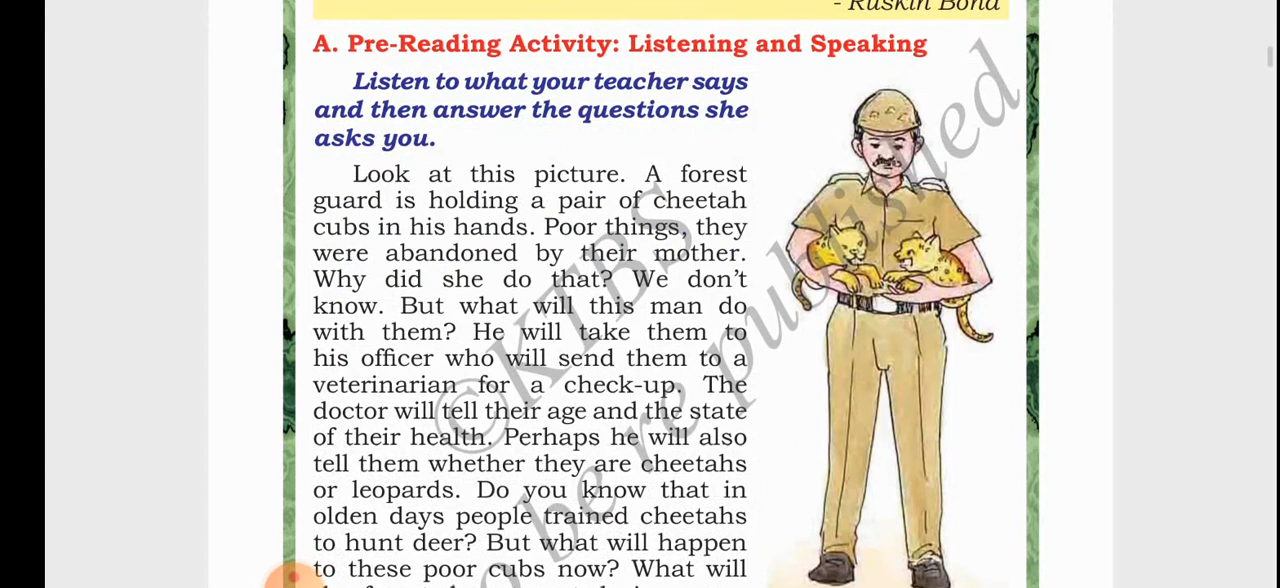 - Ruskin Bond
A. Pre-Reading Activity: Listening and Speaking
Listen to what your teacher says
and then answer the questions she
asks you.
Look at this picture. A forest
guard is holding a pair of cheetah
cubs in his hands. Poor things, they
were abandoned by their mother.
Why did she do that? We don't
know. But what will this man do
with them? He will take them to
his officer who will send them to a
veterinarian for a check-up. The
doctor will tell their age and the state
of their health. Perhaps he will also
tell them whether they are cheetahs
or leopards. Do you know that in
olden days people trained cheetahs
to hunt deer? But what will happen
to these poor cubs now? What will
©KTBS
o be republished